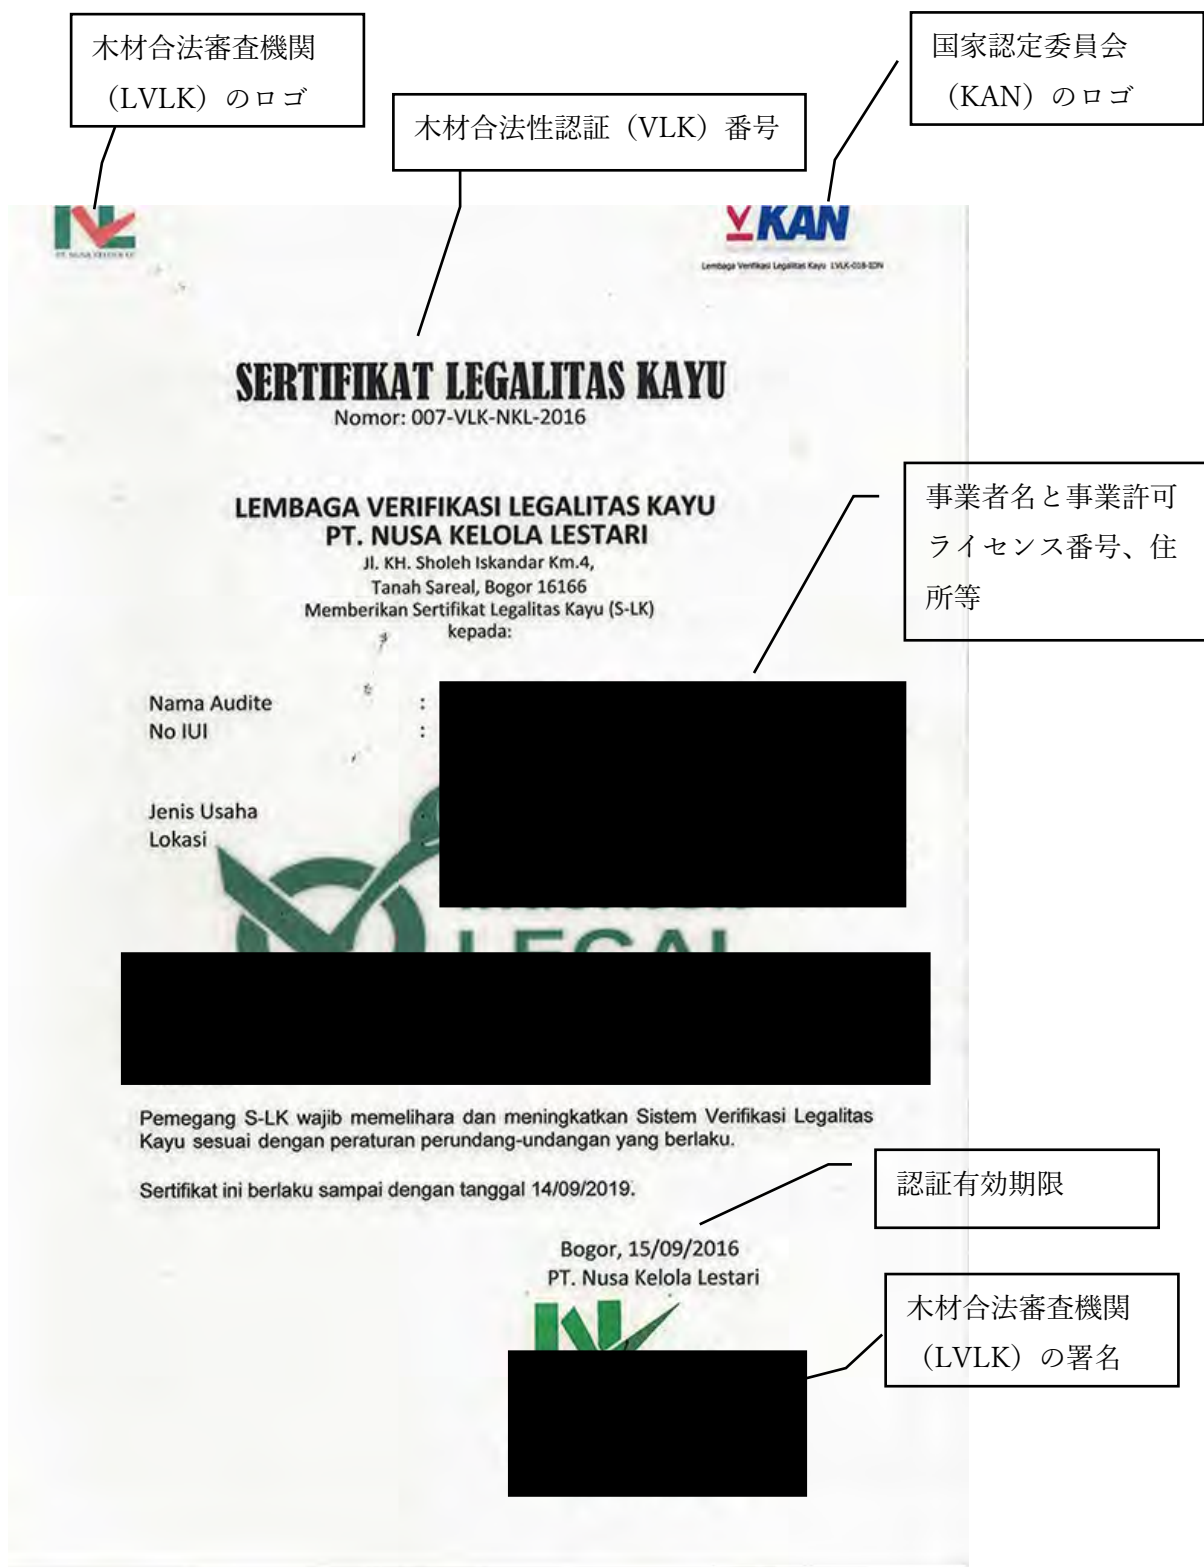 木材合法審査機関
（LVLK）のロゴ
国家認定委員会
（KAN）のロゴ
木材合法性認証（VLK）番号
KAN
Lembaga Verifikasi Legalitas Kayu LVLK-018-IDN
SERTIFIKAT LEGALITAS KAYU
Nomor: 007-VLK-NKL-2016
事業者名と事業許可
ライセンス番号、住
所等
LEMBAGA VERIFIKASI LEGALITAS KAYU
PT. NUSA KELOLA LESTARI
Jl. KH. Sholeh Iskandar Km.4,
Tanah Sareal, Bogor 16166
Memberikan Sertifikat Legalitas Kayu (S-LK)
kepada:
Nama Audite :
No IUI :
Jenis Usaha
Lokasi
LEGAL
Pemegang S-LK wajib memelihara dan meningkatkan Sistem Verifikasi Legalitas
Kayu sesuai dengan peraturan perundang-undangan yang berlaku.
認証有効期限
Sertifikat ini berlaku sampai dengan tanggal 14/09/2019.
Bogor, 15/09/2016
PT. Nusa Kelola Lestari
木材合法審査機関
（LVLK）の署名